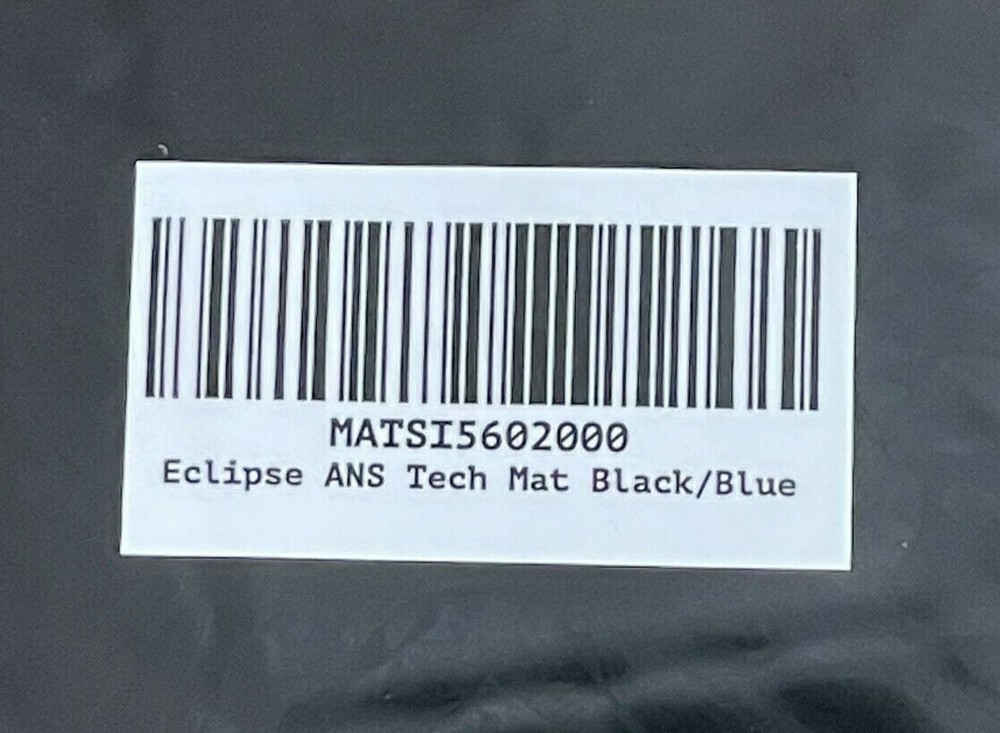 MATSI5602000
Eclipse ANS Tech Mat Black/Blue